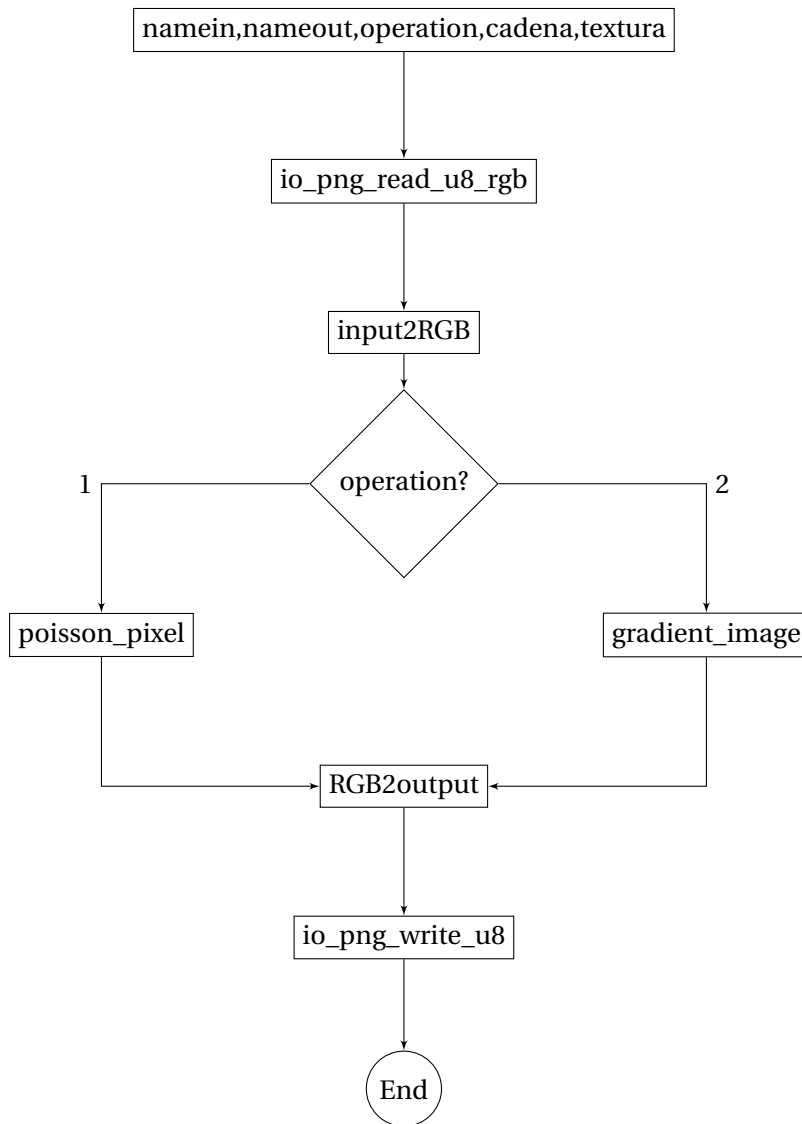 namein,nameout,operation,cadena,textura
io_png_read_u8_rgb
input2RGB
operation?
1
2
poisson_pixel
gradient_image
RGB2output
io_png_write_u8
End